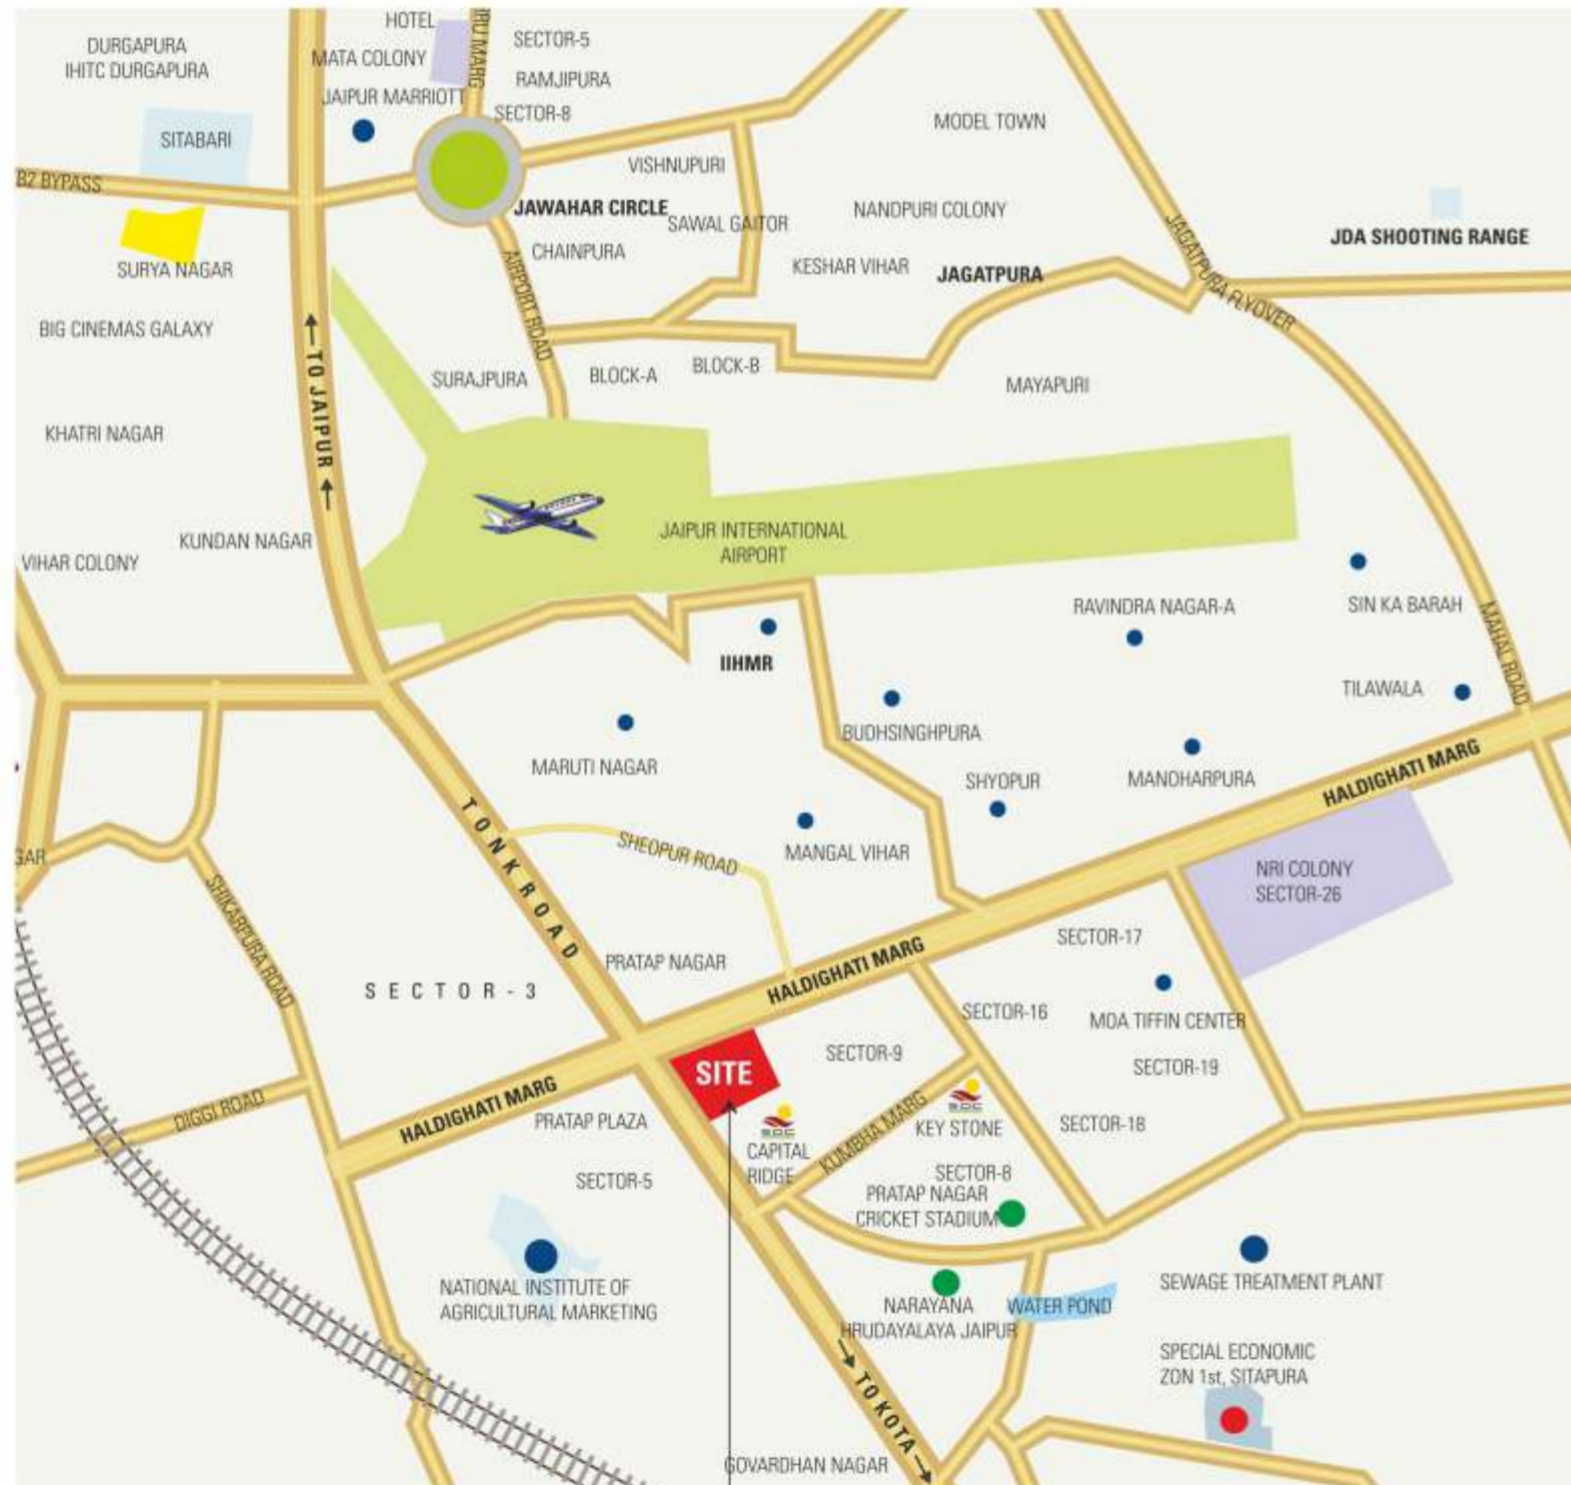 HOTEL
SECTOR-5
DURGAPURA
IHITC DURGAPURA
MATA COLONY
RAMJIPURA
JAIPUR MARRIOTT
SECTOR-8
MODEL TOWN
SITABARI
VISHNUPURI
B2 BYPASS
JAWAHAR CIRCLE
SAWAL GAITOR
NANDPURI COLONY
JDA SHOOTING RANGE
SURYA NAGAR
CHAINPURA
KESHAR VIHAR
JAGATPURA
JAGATPURA FLYOVER
AIRPORT ROAD
BIG CINEMAS GALAXY
TO JAIPUR
SURAJPURA
BLOCK-A
BLOCK-B
MAYAPURI
KHATRI NAGAR
JAIPUR INTERNATIONAL
AIRPORT
KUNDAN NAGAR
VIHAR COLONY
RAVINDRA NAGAR-A
SIN KA BARAH
MAHAL ROAD
IIHMR
TILAWALA
BUDHSINGHPURA
MARUTI NAGAR
SHYOPUR
MANOHARPURA
HALDIGHATI MARG
TONK ROAD
SHEOPUR ROAD
MANGAL VIHAR
GAR
NRI COLONY
SECTOR-26
SHIKARPURA ROAD
SECTOR-17
PRATAP NAGAR
HALDIGHATI MARG
SECTOR-3
SECTOR-16
MOA TIFFIN CENTER
SECTOR-9
SECTOR-19
SITE
DIGGI ROAD
HALDIGHATI MARG
PRATAP PLAZA
SDC
CAPITAL
RIDGE
KUMBHA MARG
SDC
KEY STONE
SECTOR-18
SECTOR-5
SECTOR-8
PRATAP NAGAR
CRICKET STADIUM
NATIONAL INSTITUTE OF
AGRICULTURAL MARKETING
NARAYANA
HRUDAYALAYA JAIPUR
WATER POND
SEWAGE TREATMENT PLANT
SPECIAL ECONOMIC
ZON 1st, SITAPURA
TO KOTA
GOVARDHAN NAGAR